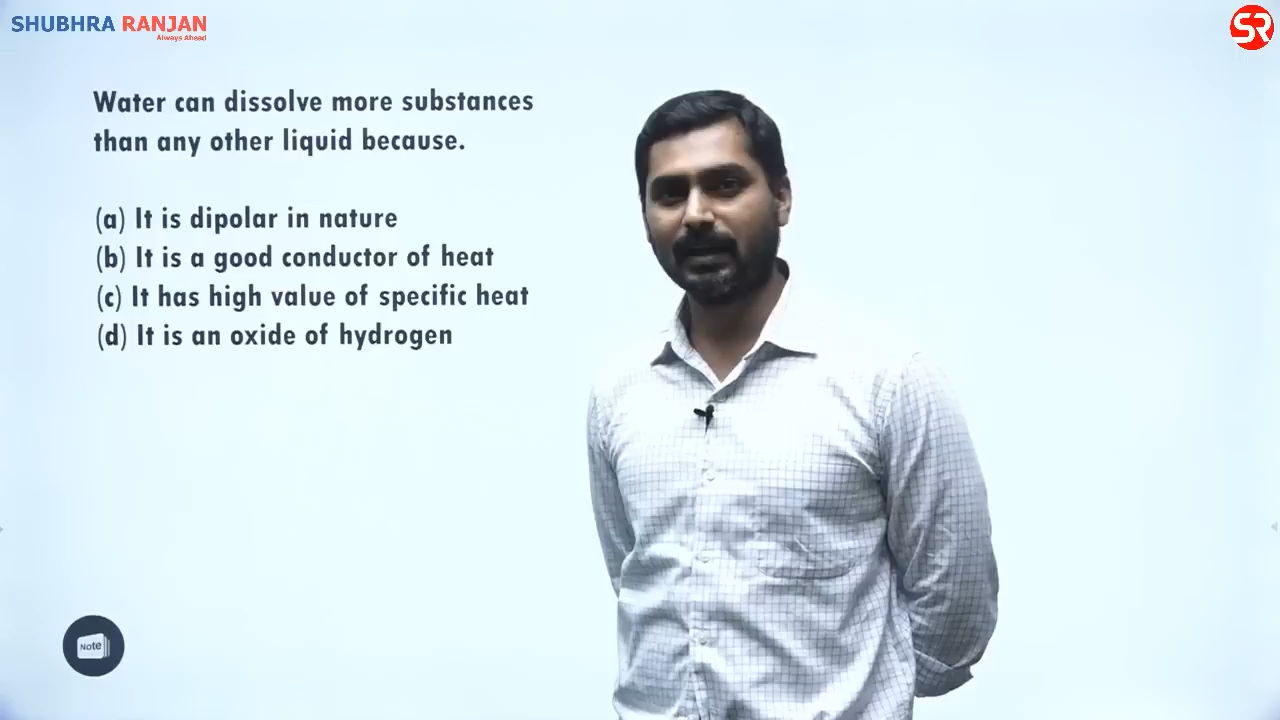 SHUBHRA RANJAN
Always Ahead
SR
Water can dissolve more substances
than any other liquid because.
(a) It is dipolar in nature
(b) It is a good conductor of heat
(c) It has high value of specific heat
(d) It is an oxide of hydrogen
Note